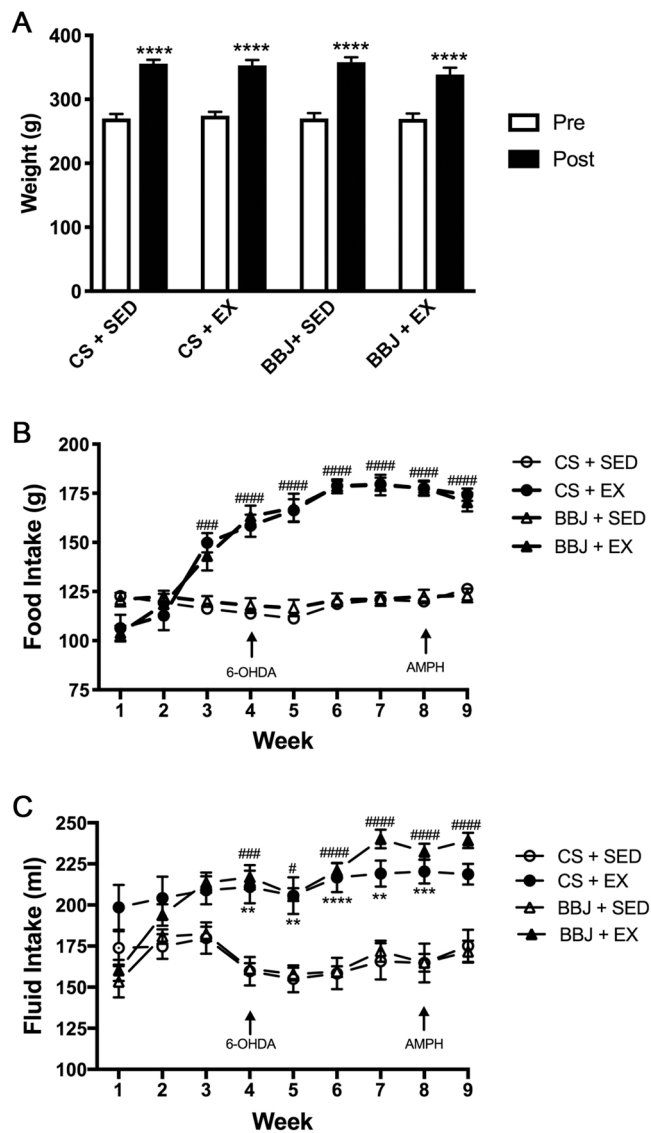 A
400
300
200
100
0
Weight (g)
****
****
****
****
Pre
Post
CS + SED
CS + EX
BBJ+ SED
BBJ + EX
B
200
175
150
125
100
75
Food Intake (g)
###
####
####
####
####
####
####
6-OHDA
AMPH
1 2 3 4 5 6 7 8 9
Week
CS + SED
CS + EX
BBJ + SED
BBJ + EX
C
250
225
200
175
150
125
100
Fluid Intake (ml)
###
#
####
####
####
####
**
**
****
**
***
6-OHDA
AMPH
1 2 3 4 5 6 7 8 9
Week
CS + SED
CS + EX
BBJ + SED
BBJ + EX